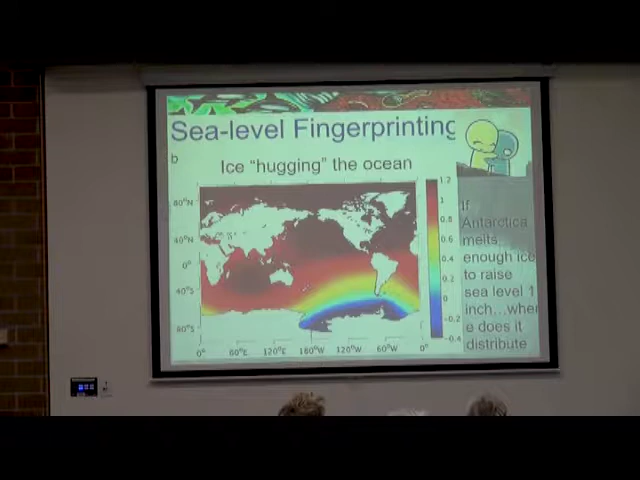 Sea-level Fingerprinting
b
Ice "hugging" the ocean
If
Antarctica
melts
enough ice
to raise
sea level 1
inch...wher
e does it
distribute
80°N
40°N
0°
40°S
80°S
0° 60°E 120°E 180°W 120°W 60°W 0°
1.2
1
0.8
0.6
0.4
0.2
0
-0.2
-0.4